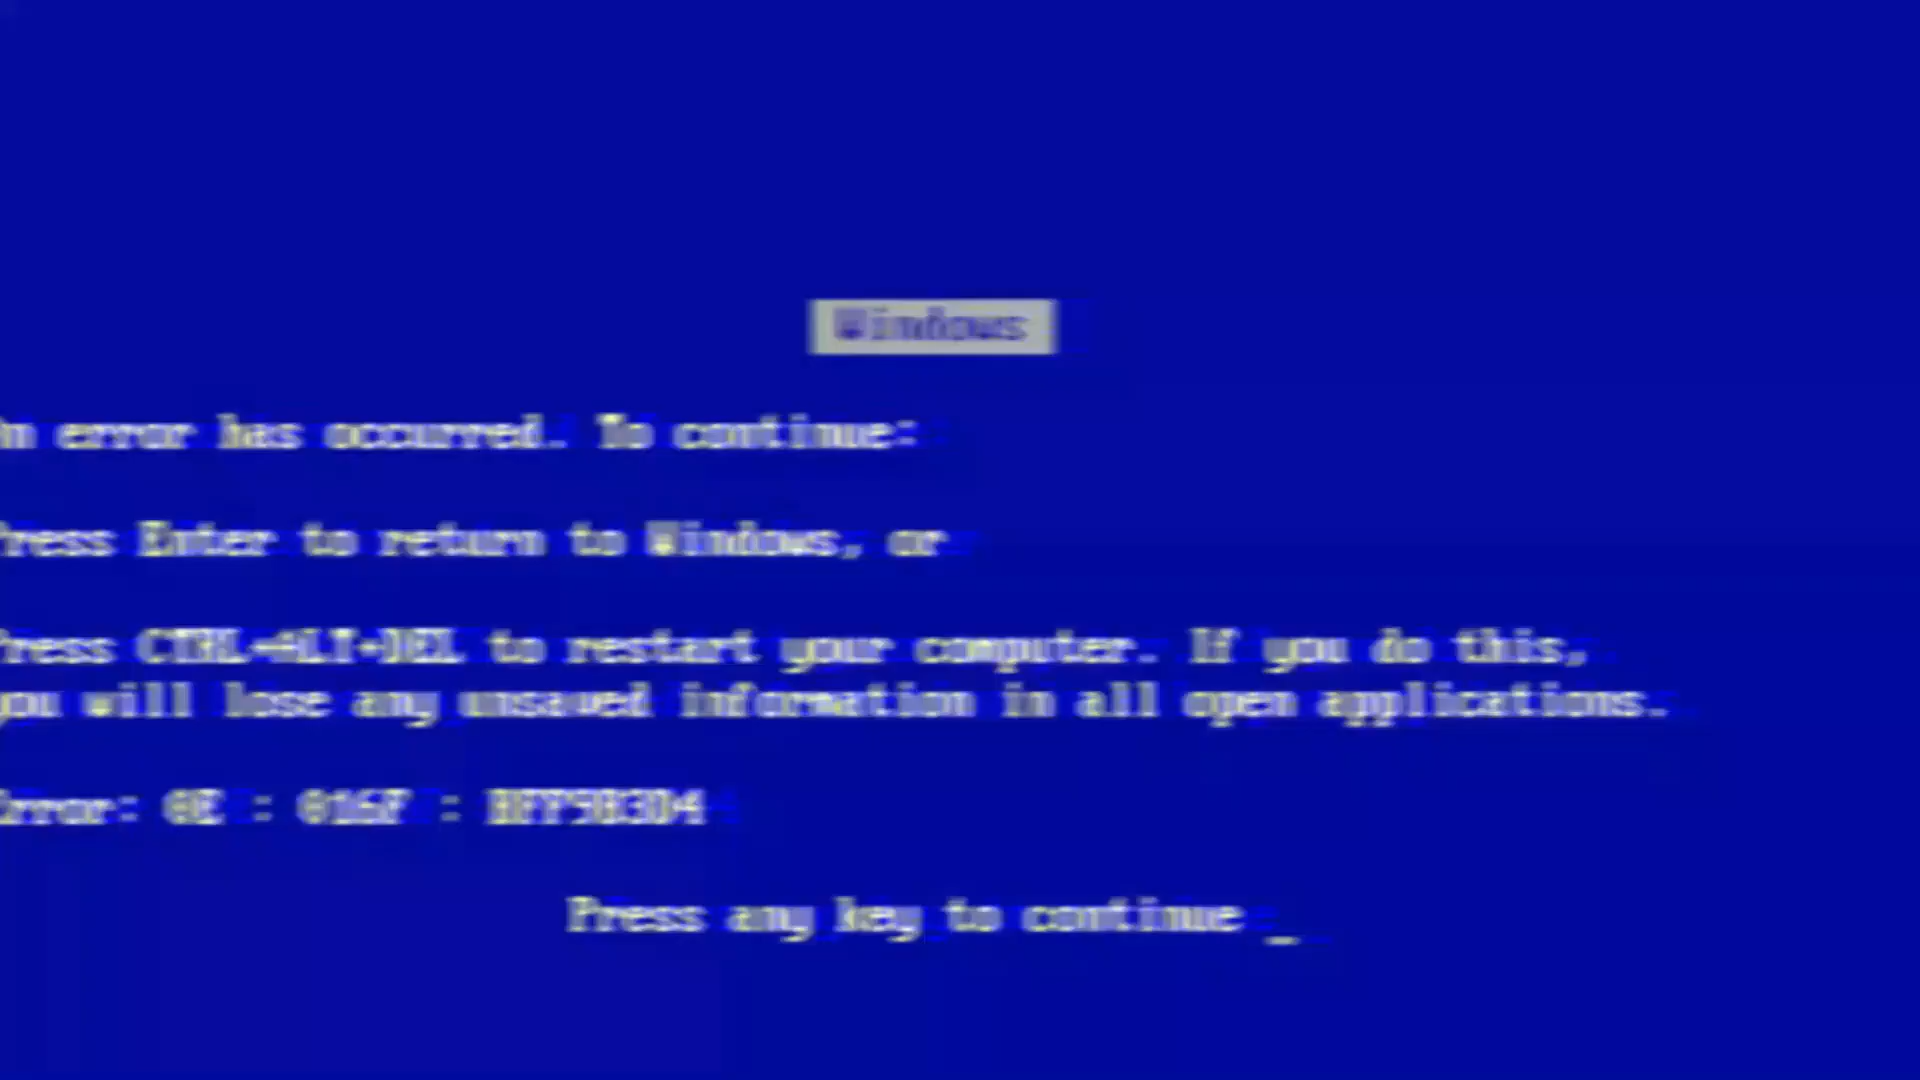 Windows
n error has occurred. To continue:
ress Enter to return to Windows, or
ress CTRL+ALT+DEL to restart your computer. If you do this,
you will lose any unsaved information in all open applications.
rror: 0E : 016F : BFF9B3D4
Press any key to continue _